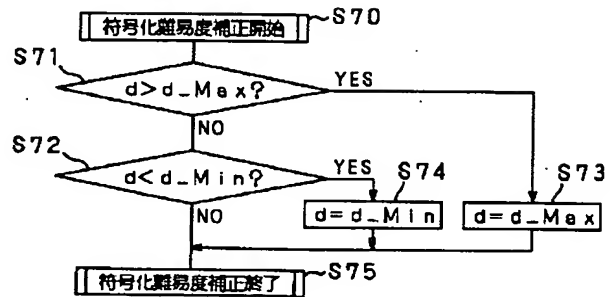 符号化難易度補正開始
S70
S71
d>d_Max?
YES
NO
S72
d<d_Min?
YES
NO
S74
d=d_Min
S73
d=d_Max
符号化難易度補正終了
S75